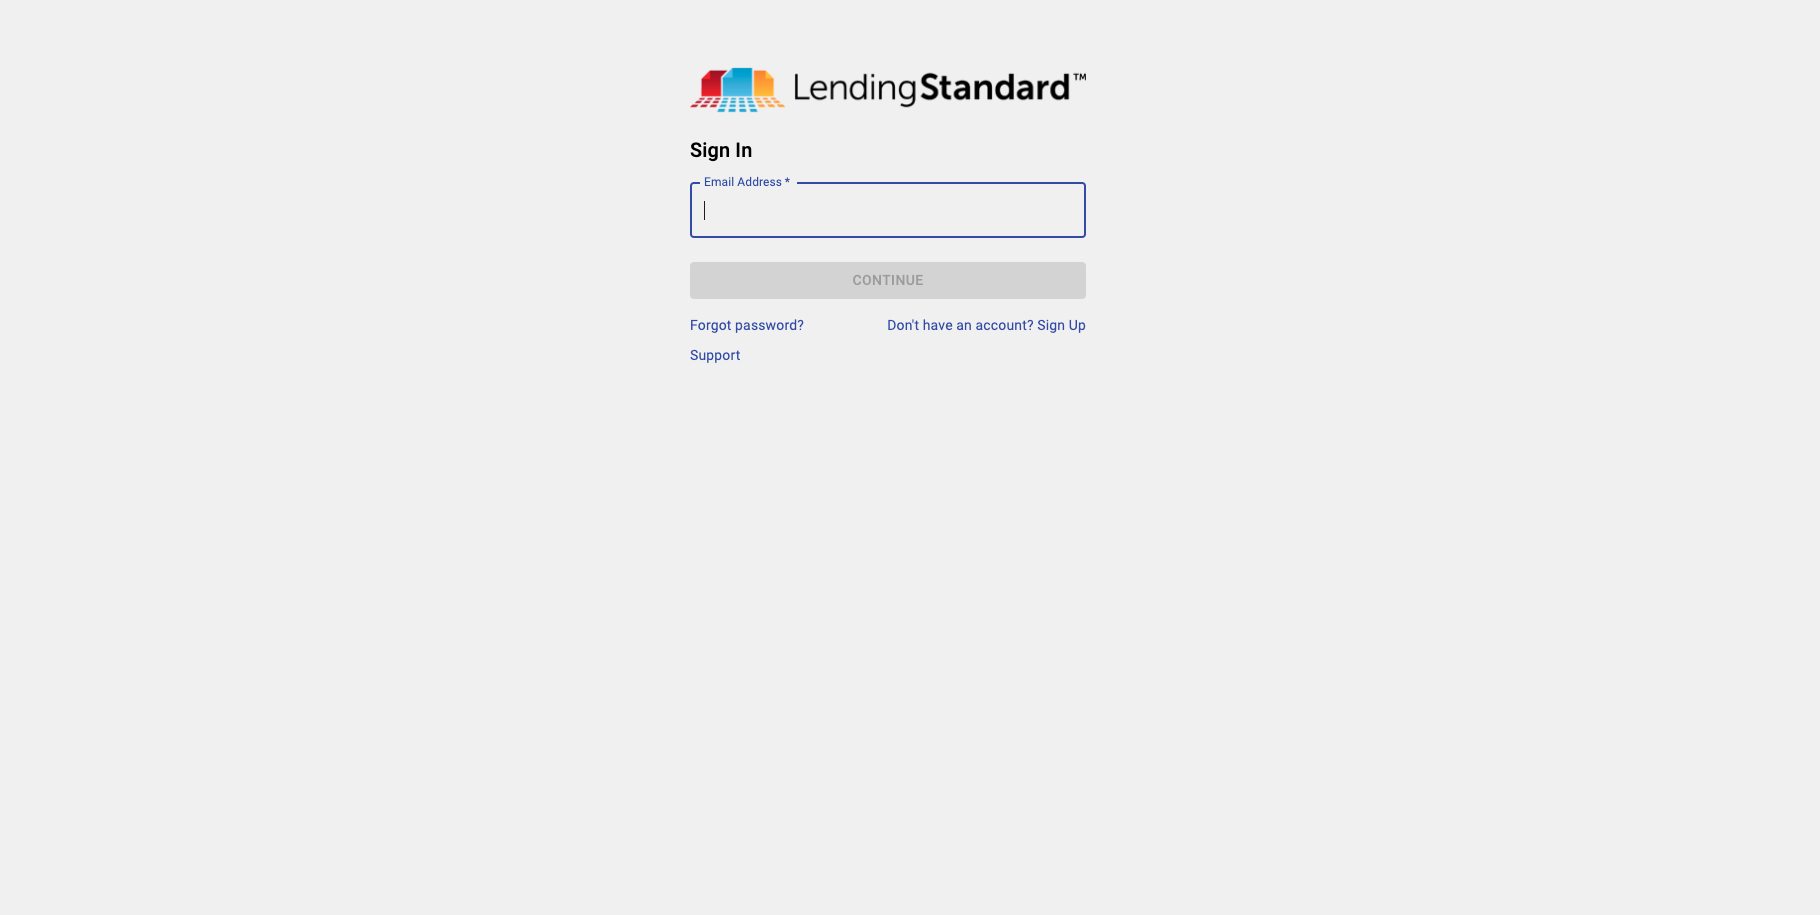 LendingStandard™
Sign In
Email Address *
CONTINUE
Forgot password?
Don't have an account? Sign Up
Support